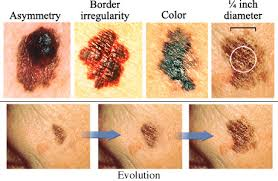 Asymmetry
Border
irregularity
Color
¼ inch
diameter
Evolution